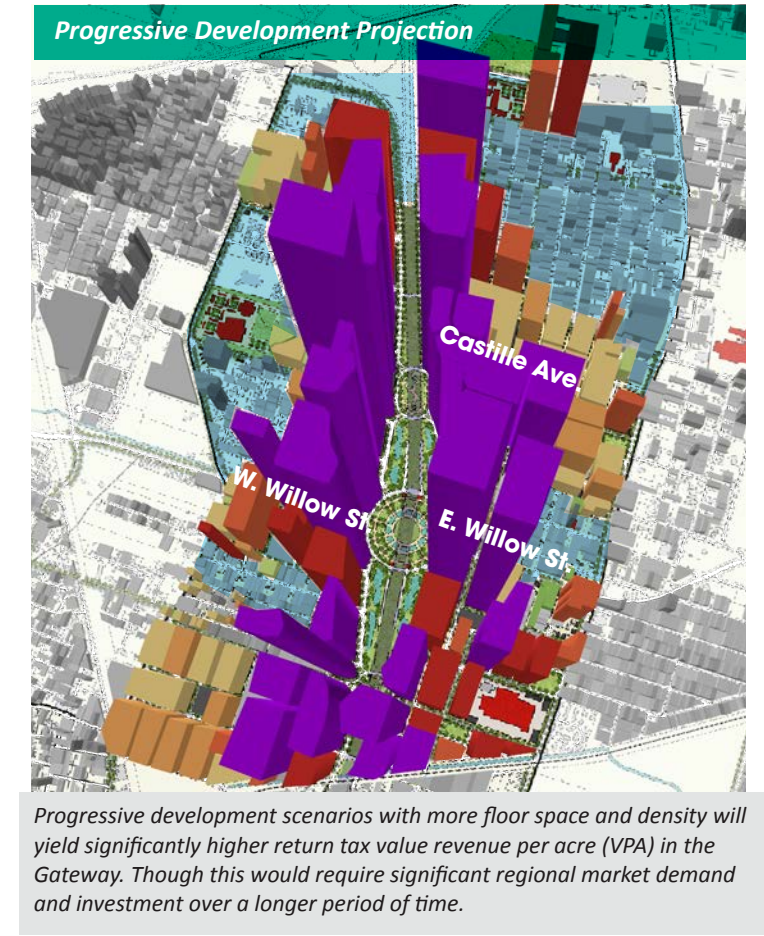 Progressive Development Projection
Castille Ave.
W. Willow St.
E. Willow St.
Progressive development scenarios with more floor space and density will
yield significantly higher return tax value revenue per acre (VPA) in the
Gateway. Though this would require significant regional market demand
and investment over a longer period of time.